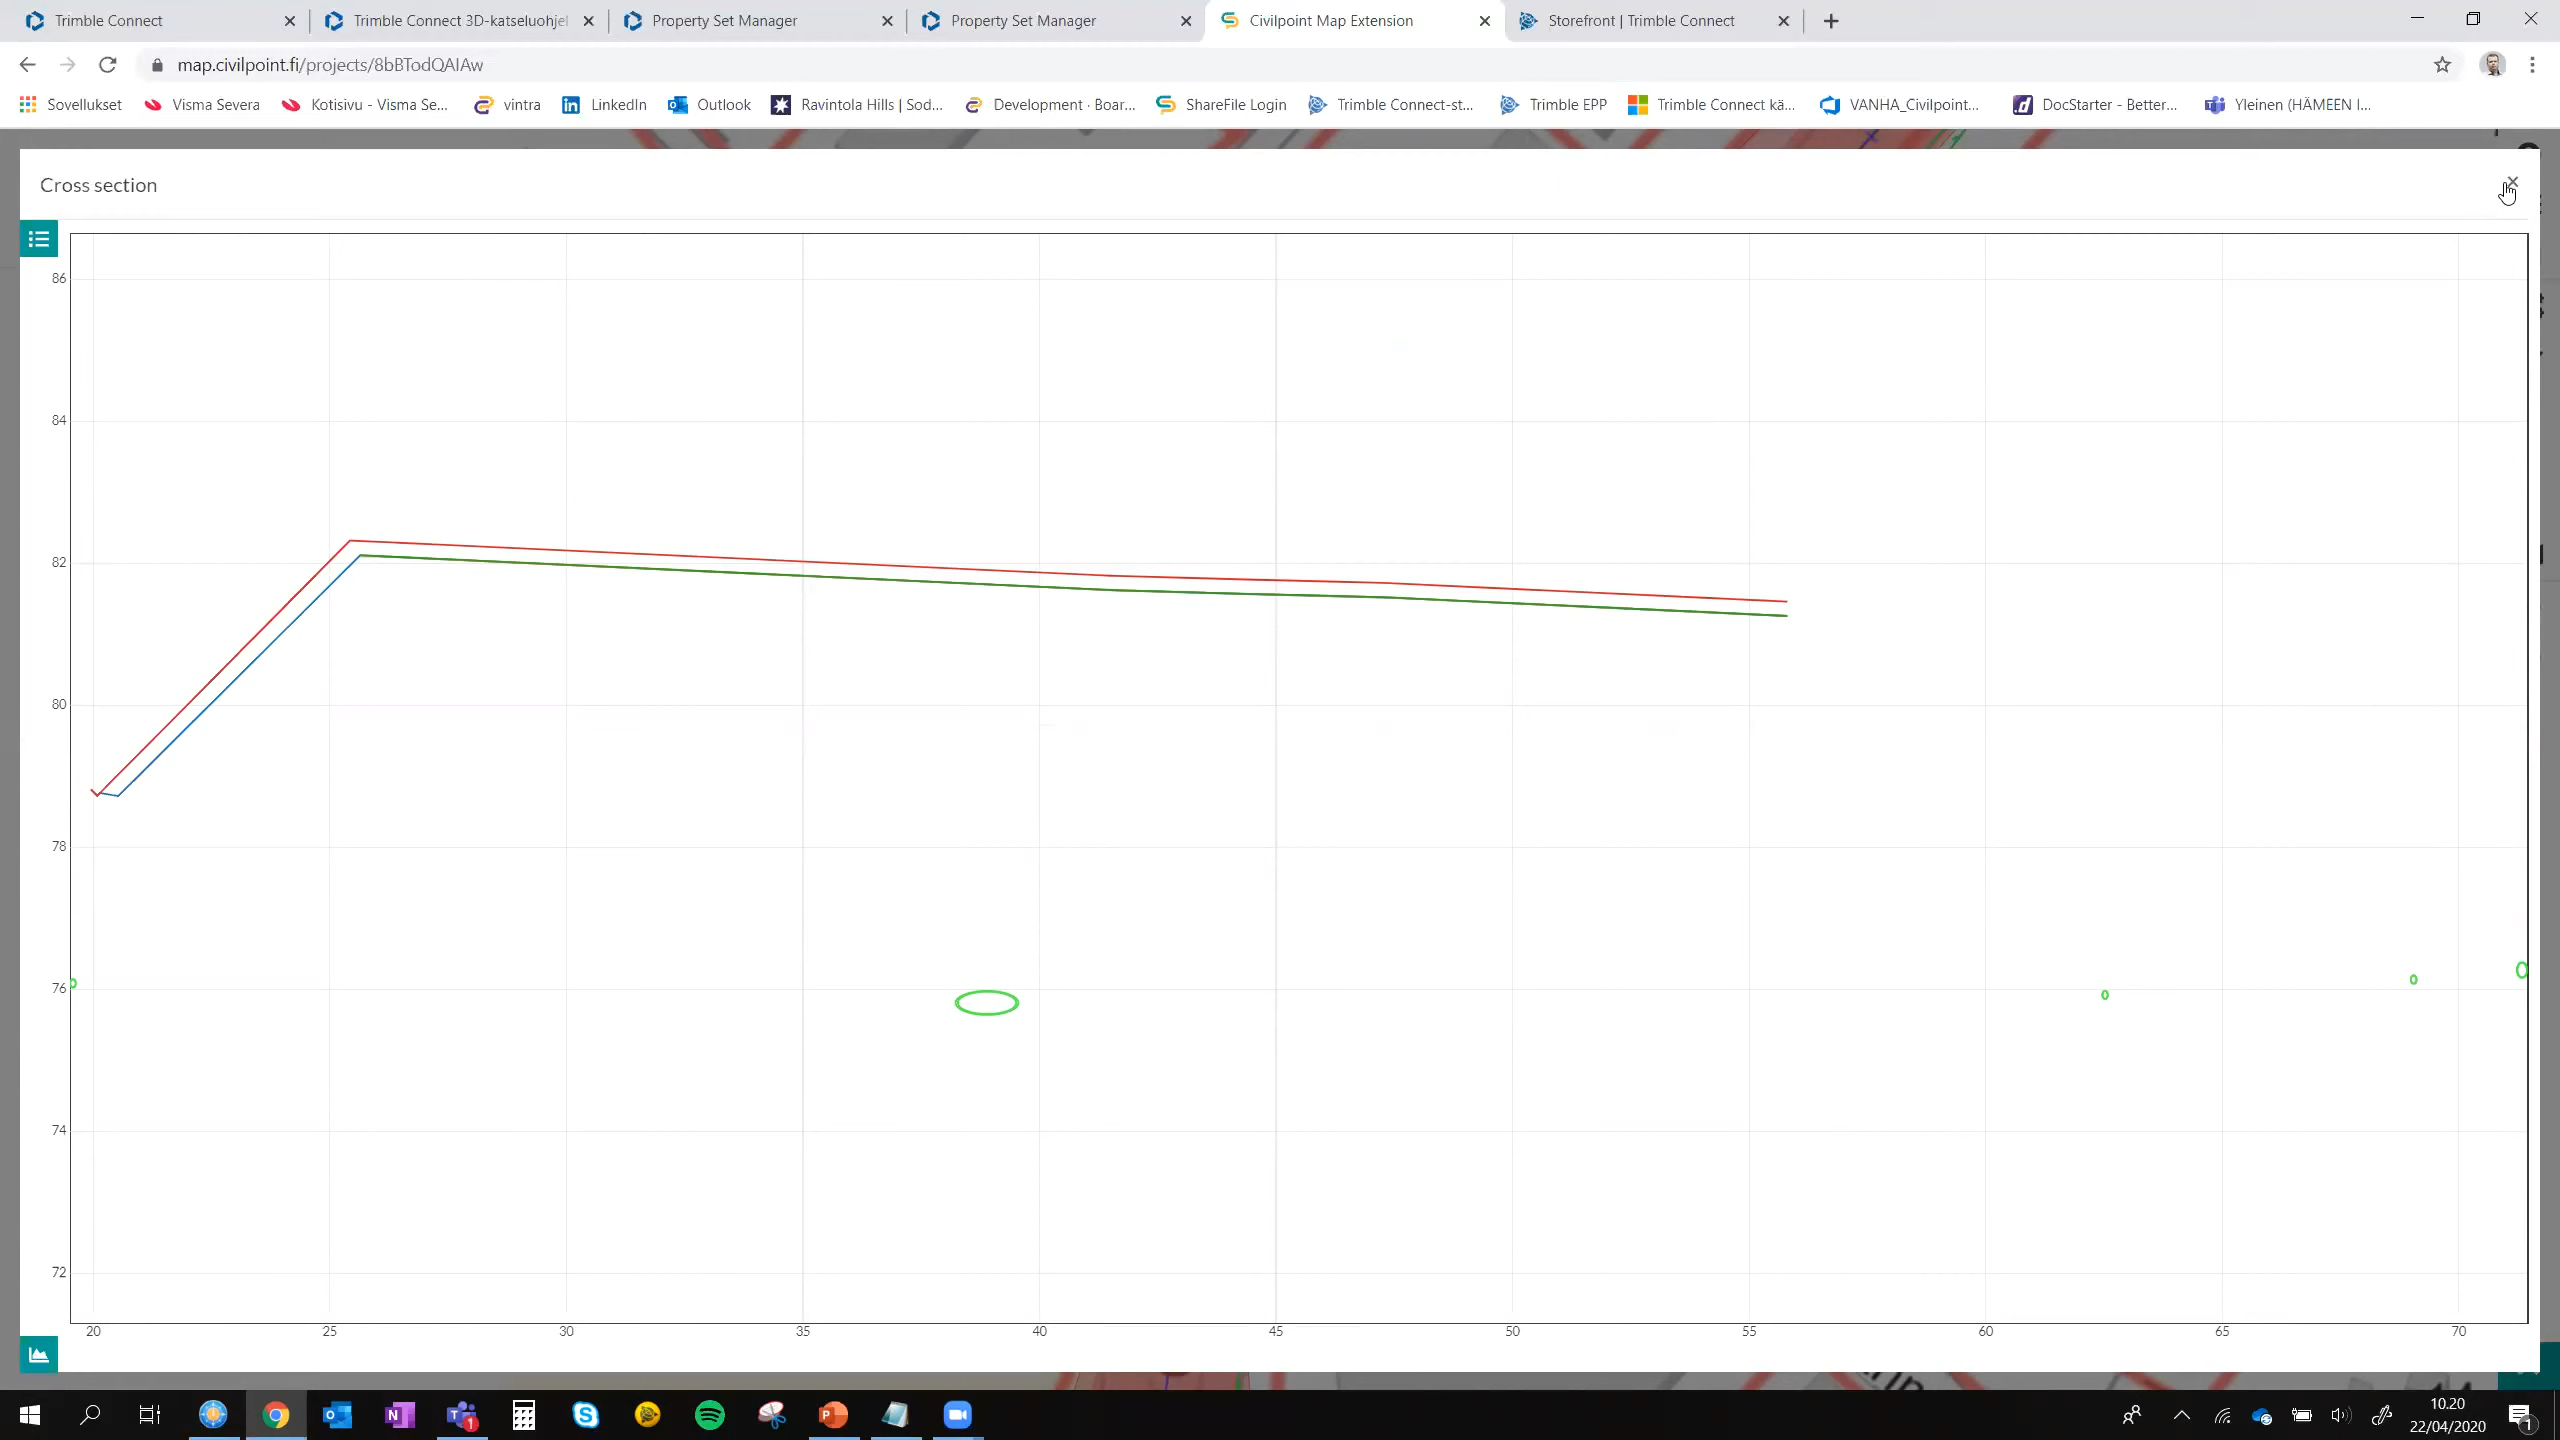 Trimble Connect
Trimble Connect 3D-katseluohjel
Property Set Manager
Property Set Manager
Civilpoint Map Extension
Storefront | Trimble Connect
map.civilpoint.fi/projects/8bBTodQAIAw
Sovellukset
Visma Severa
Kotisivu - Visma Se...
vintra
LinkedIn
Outlook
Ravintola Hills | Sod...
Development · Boar...
ShareFile Login
Trimble Connect-st...
Trimble EPP
Trimble Connect kä...
VANHA_Civilpoint...
DocStarter - Better...
Yleinen (HÄMEEN I...
Cross section
86
84
82
80
78
76
74
72
20 25 30 35 40 45 50 55 60 65 70
10.20
22/04/2020